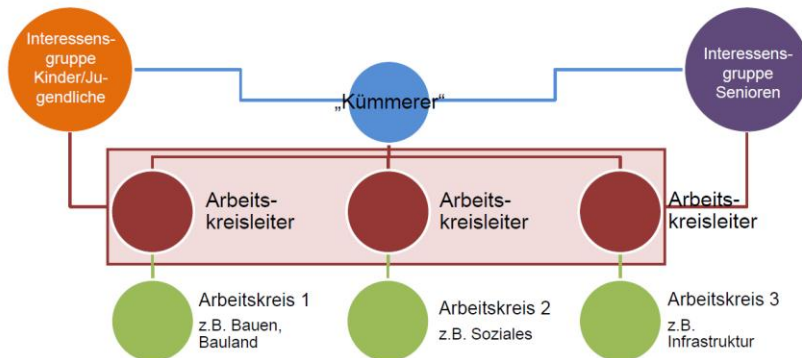 Interessens-
gruppe
Kinder/Ju-
gendliche
„Kümmerer“
Interessens-
gruppe
Senioren
Arbeits-
kreisleiter
Arbeits-
kreisleiter
Arbeits-
kreisleiter
Arbeitskreis 1
z.B. Bauen,
Bauland
Arbeitskreis 2
z.B. Soziales
Arbeitskreis 3
z.B.
Infrastruktur